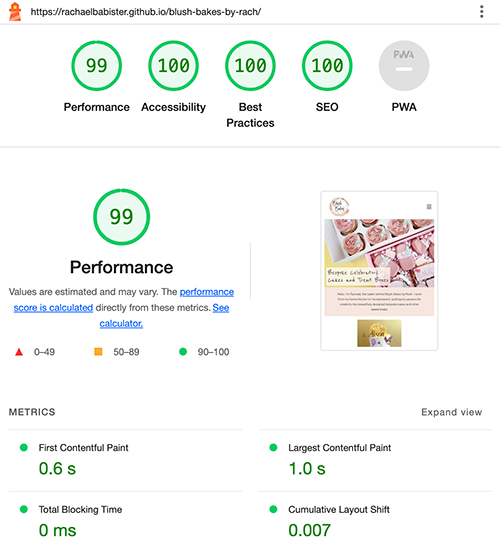 https://rachaelbabister.github.io/blush-bakes-by-rach/
99 100 100 100 PWA
Performance Accessibility Best Practices SEO PWA
99
Performance
Values are estimated and may vary. The performance
score is calculated directly from these metrics. See
calculator.
0–49 50–89 90–100
Blush
Bakes
Bespoke Celebration
Cakes and Treat Boxes
METRICS Expand view
First Contentful Paint Largest Contentful Paint
0.6 s 1.0 s
Total Blocking Time Cumulative Layout Shift
0 ms 0.007